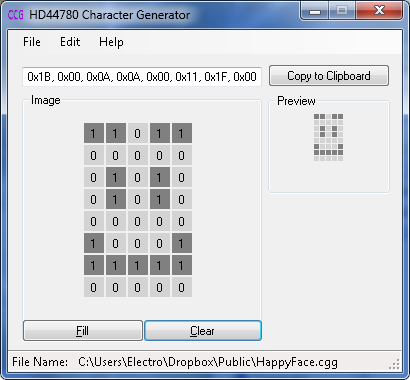 CCG HD44780 Character Generator
File Edit Help
0x1B, 0x00, 0x0A, 0x0A, 0x00, 0x11, 0x1F, 0x00
Copy to Clipboard
Image
Preview
1 1 0 1 1
0 0 0 0 0
0 1 0 1 0
0 1 0 1 0
0 0 0 0 0
1 0 0 0 1
1 1 1 1 1
0 0 0 0 0
Fill Clear
File Name: C:\Users\Electro\Dropbox\Public\HappyFace.cgg